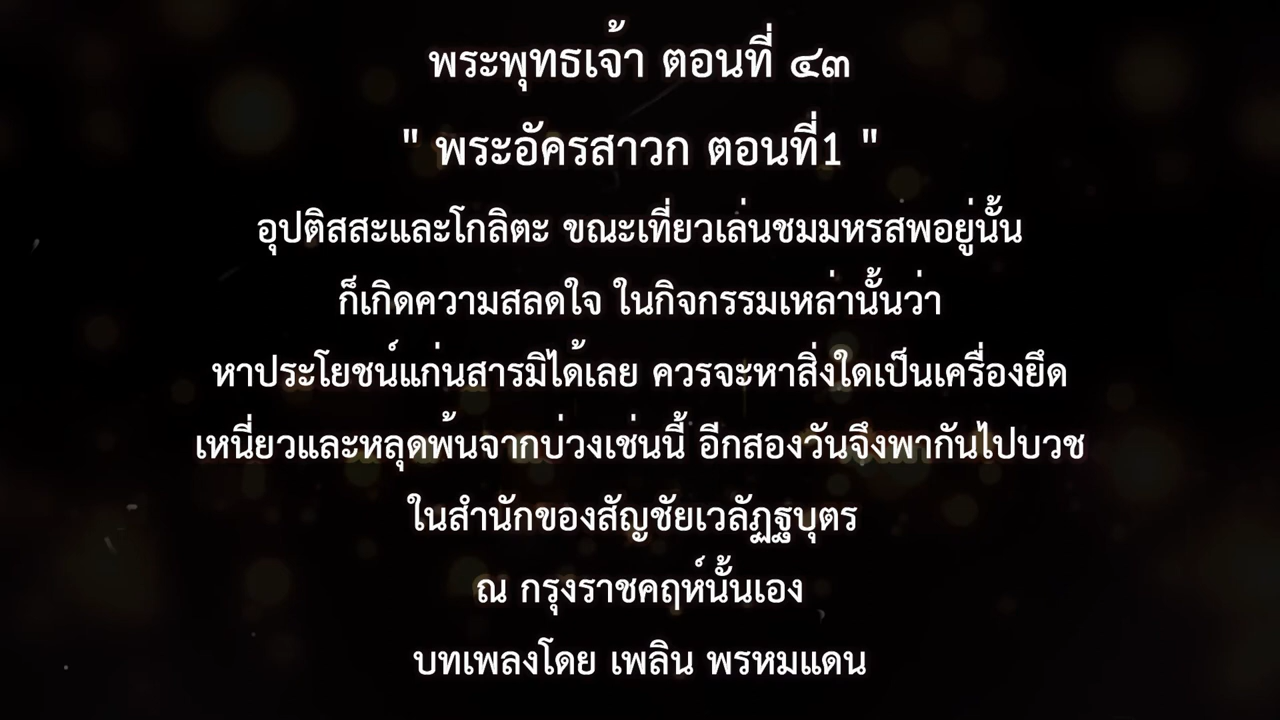 พระพุทธเจ้า ตอนที่ ๔๓
" พระอัครสาวก ตอนที่1 "
อุปติสสะและโกลิตะ ขณะเที่ยวเล่นชมมหรสพอยู่นั้น
ก็เกิดความสลดใจ ในกิจกรรมเหล่านั้นว่า
หาประโยชน์แก่นสารมิได้เลย ควรจะหาสิ่งใดเป็นเครื่องยึด
เหนี่ยวและหลุดพ้นจากบ่วงเช่นนี้ อีกสองวันจึงพากันไปบวช
ในสำนักของสัญชัยเวลัฏฐบุตร
ณ กรุงราชคฤห์นั้นเอง
บทเพลงโดย เพลิน พรหมแดน